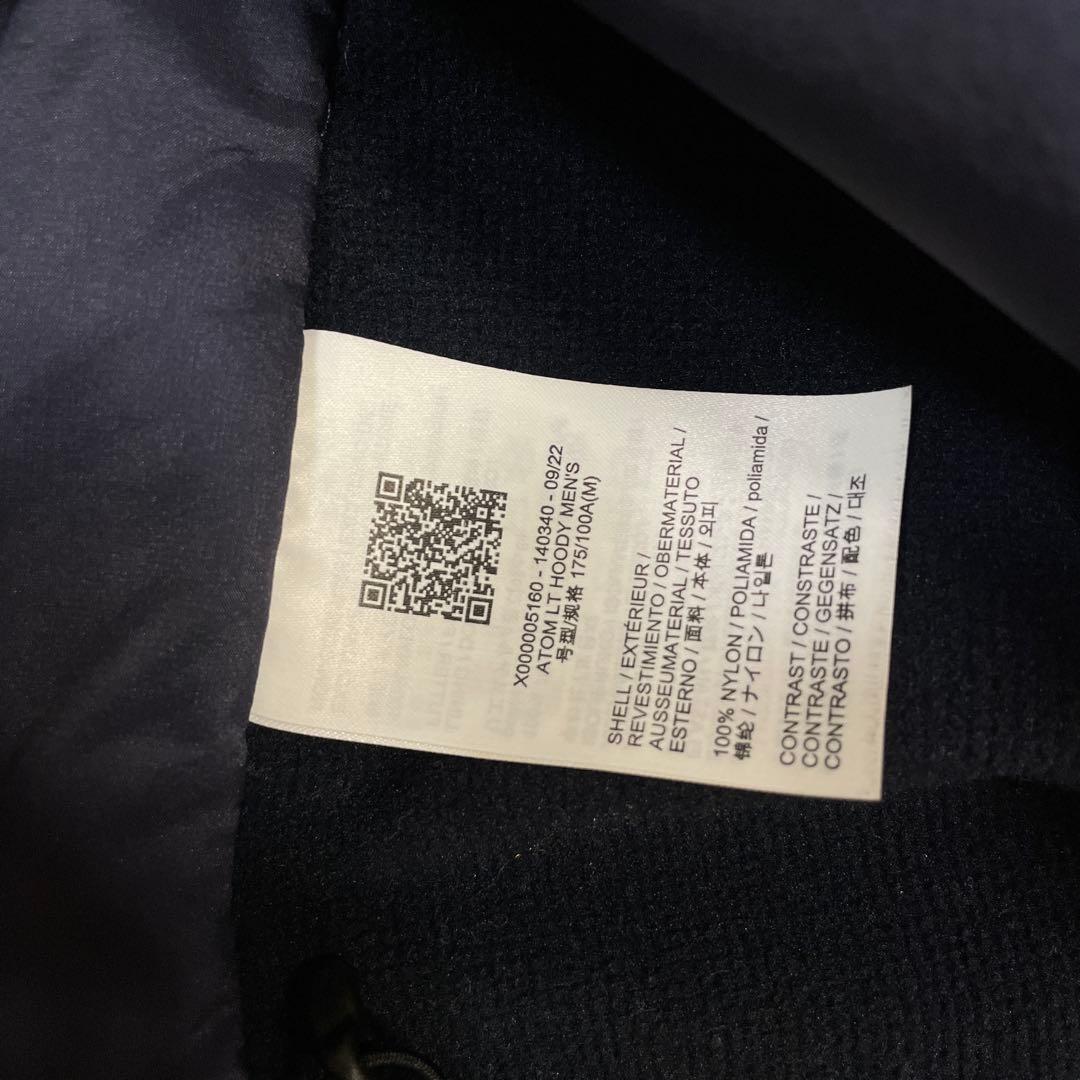 X000005160 - 140340 - 09/22
ATOM LT HOODY MEN'S
号型/规格 175/100A(M)
SHELL / EXTÉRIEUR /
REVESTIMIENTO / OBERMATERIAL /
AUSSEUMATERIAL / TESSUTO
ESTERNO / 面料 / 本体 / 외피
100% NYLON / POLIAMIDA / poliamida /
锦纶 / ナイロン / 나일론
CONTRAST / CONSTRASTE /
CONTRASTE / GEGENSATZ /
CONTRASTO / 拼布 / 配色 / 대조